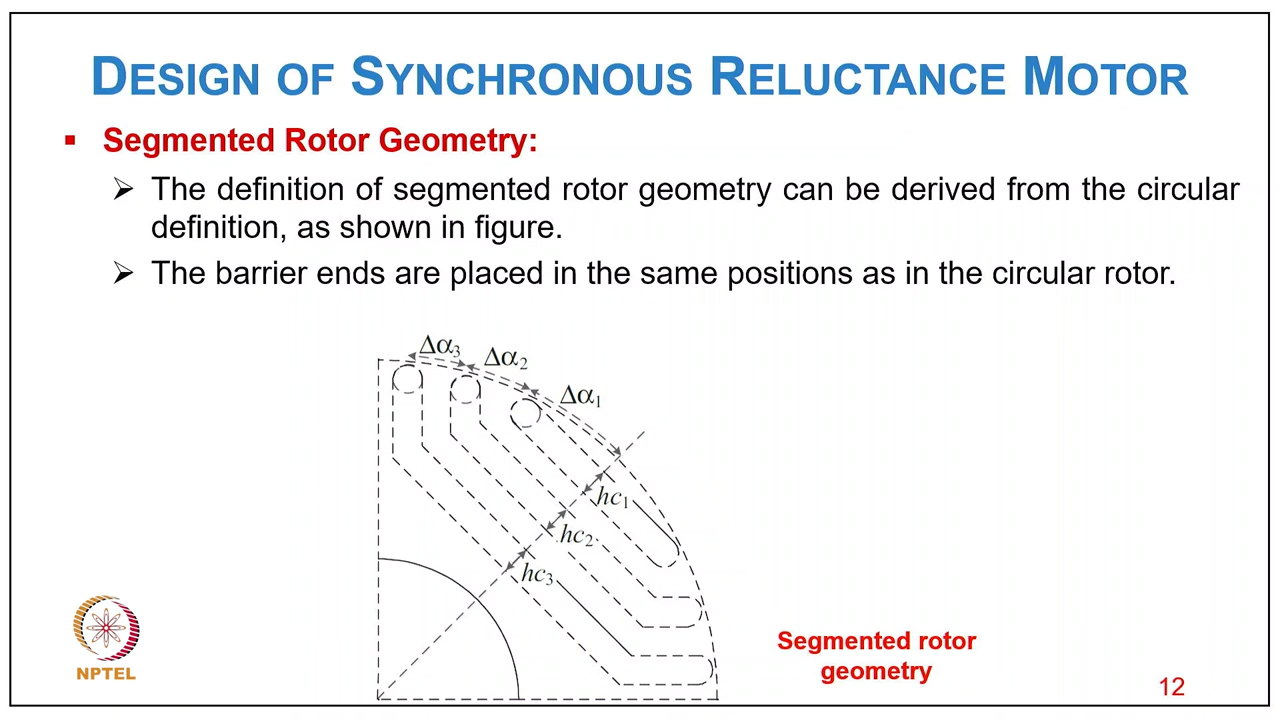 DESIGN OF SYNCHRONOUS RELUCTANCE MOTOR
▪ Segmented Rotor Geometry:
➢ The definition of segmented rotor geometry can be derived from the circular
definition, as shown in figure.
➢ The barrier ends are placed in the same positions as in the circular rotor.
Δα3
Δα2
Δα1
hc1
hc2
hc3
Segmented rotor
geometry
NPTEL
12